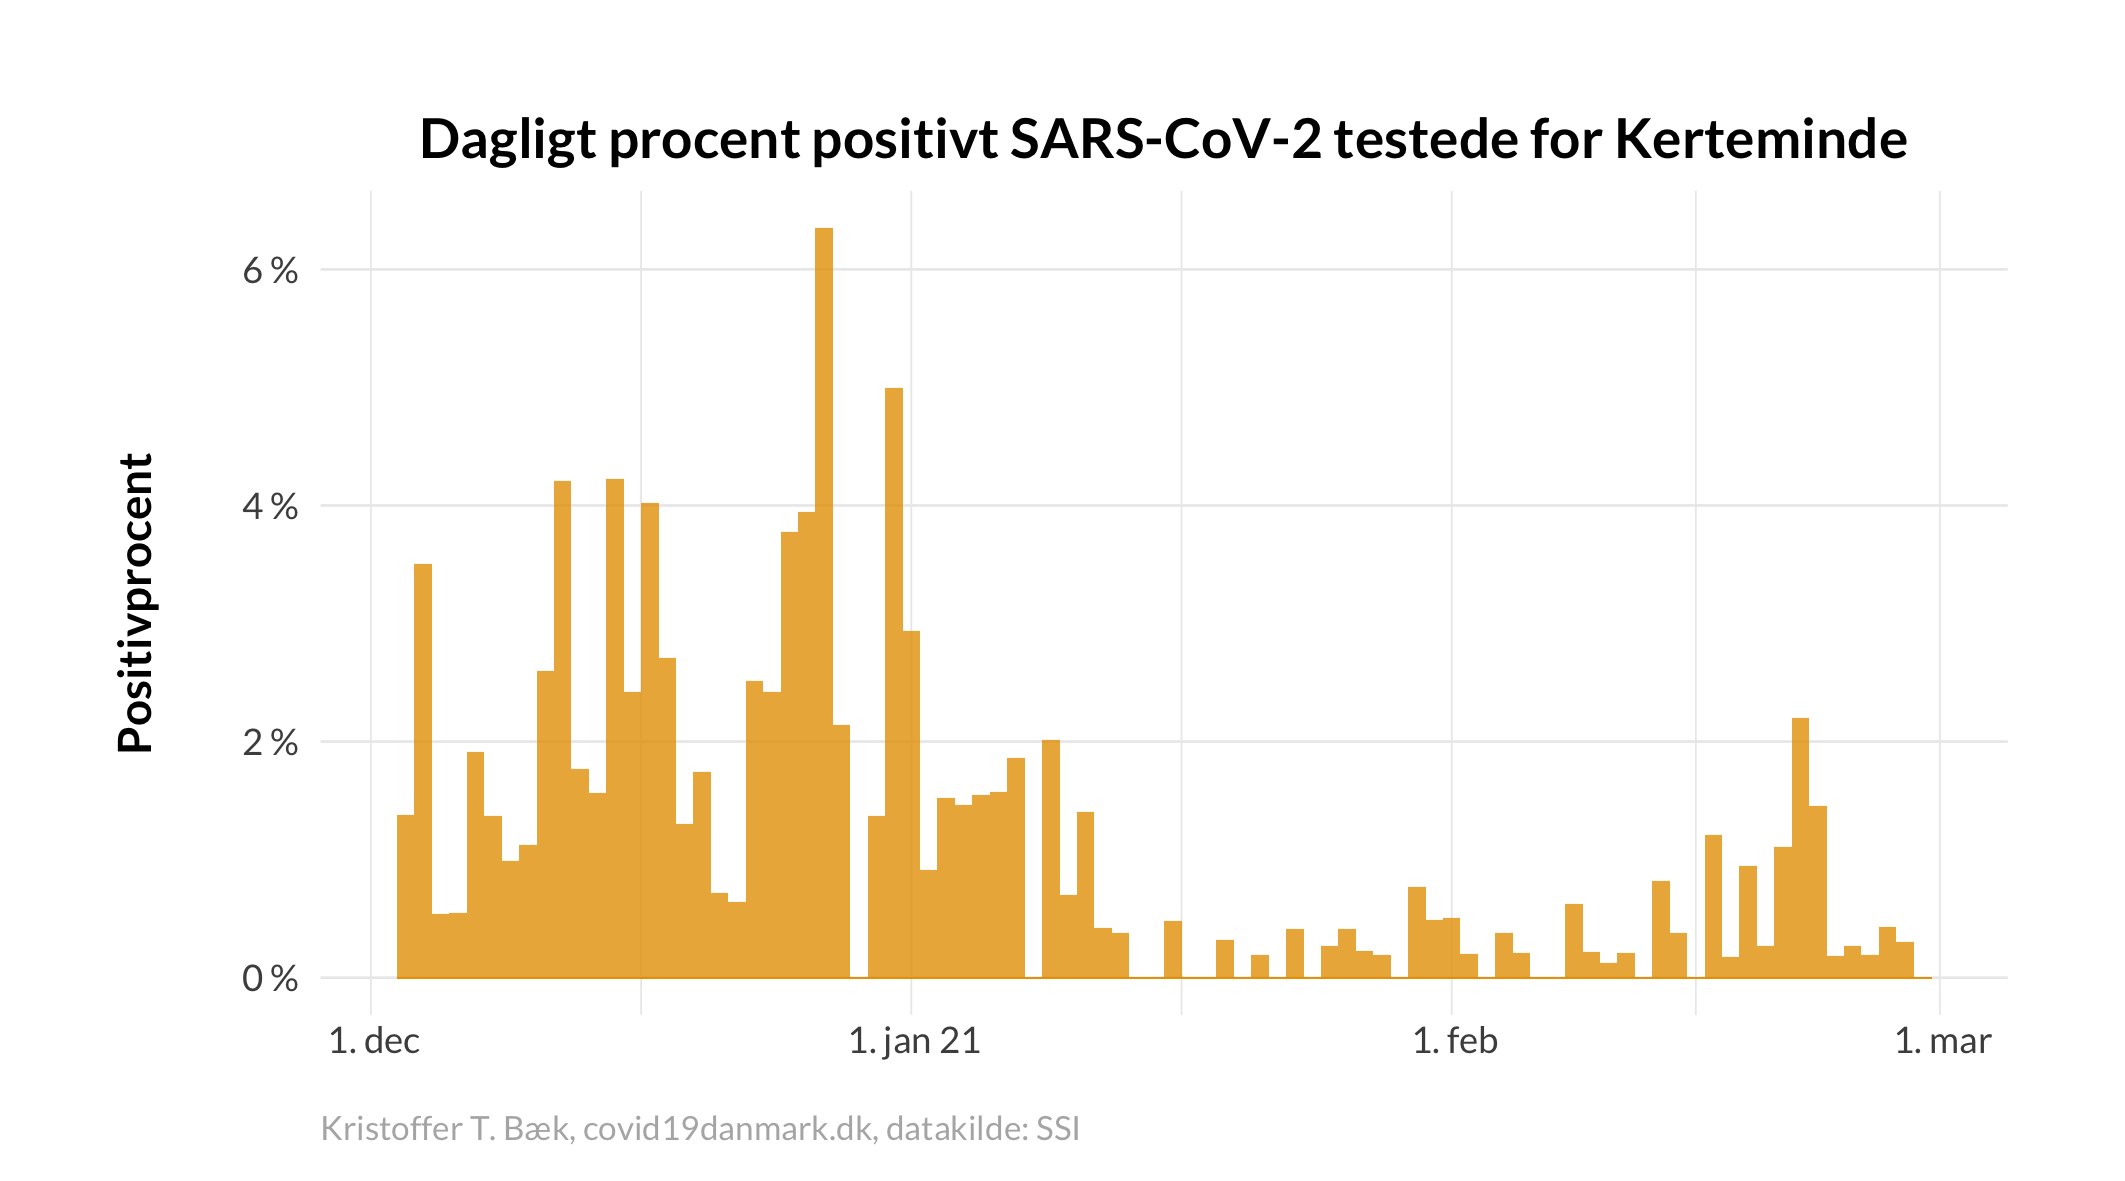 Dagligt procent positivt SARS-CoV-2 testede for Kerteminde
Positivprocent
6 %
4 %
2 %
0 %
1. dec
1. jan 21
1. feb
1. mar
Kristoffer T. Bæk, covid19danmark.dk, datakilde: SSI